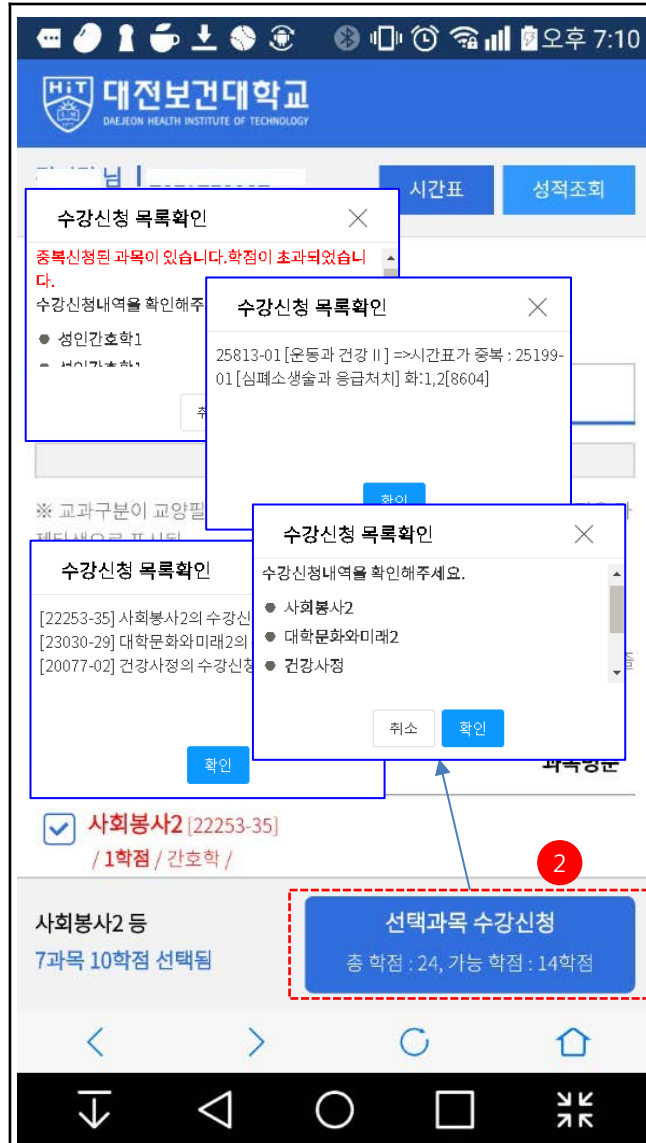 오후 7:10
HiT
대전보건대학교
DAEJEON HEALTH INSTITUTE OF TECHNOLOGY
님
시간표
성적조회
수강신청 목록확인
중복신청된 과목이 있습니다.학점이 초과되었습니
다.
수강신청내역을 확인해주
성인간호학1
성인간호학1
수강신청 목록확인
25813-01 [운동과 건강 II] =>시간표가 중복 : 25199-
01 [심폐소생술과 응급처치] 화:1,2[8604]
확인
※ 교과구분이 교양필
수강신청 목록확인
[22253-35] 사회봉사2의 수강신
[23030-29] 대학문화와미래2의
[20077-02] 건강사정의 수강신청
확인
수강신청 목록확인
수강신청내역을 확인해주세요.
사회봉사2
대학문화와미래2
건강사정
취소
확인
사회봉사2 [22253-35]
/ 1학점 / 간호학 /
2
사회봉사2 등
7과목 10학점 선택됨
선택과목 수강신청
총 학점 : 24, 가능 학점 : 14학점